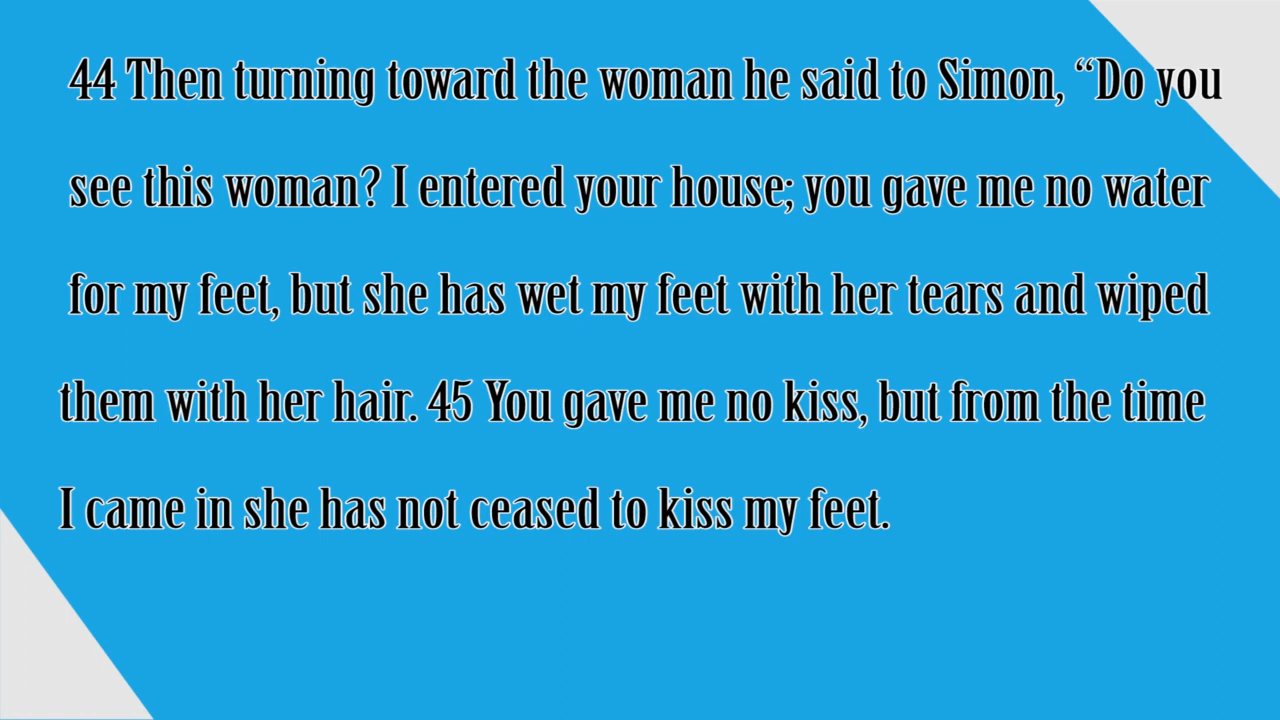 44 Then turning toward the woman he said to Simon, “Do you
see this woman? I entered your house; you gave me no water
for my feet, but she has wet my feet with her tears and wiped
them with her hair. 45 You gave me no kiss, but from the time
I came in she has not ceased to kiss my feet.